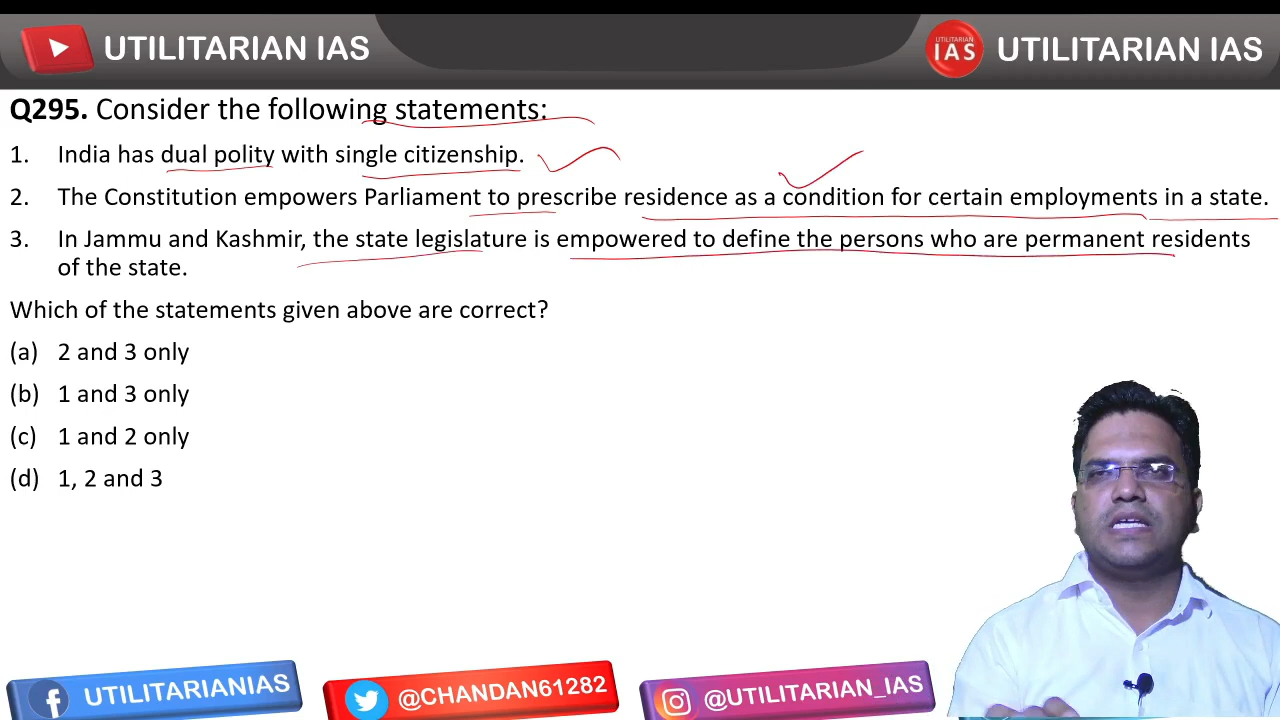 UTILITARIAN IAS
UTILITARIAN IAS
UTILITARIAN IAS
Q295. Consider the following statements:
1. India has dual polity with single citizenship.
2. The Constitution empowers Parliament to prescribe residence as a condition for certain employments in a state.
3. In Jammu and Kashmir, the state legislature is empowered to define the persons who are permanent residents
of the state.
Which of the statements given above are correct?
(a) 2 and 3 only
(b) 1 and 3 only
(c) 1 and 2 only
(d) 1, 2 and 3
UTILITARIANIAS
@CHANDAN61282
@UTILITARIAN_IAS